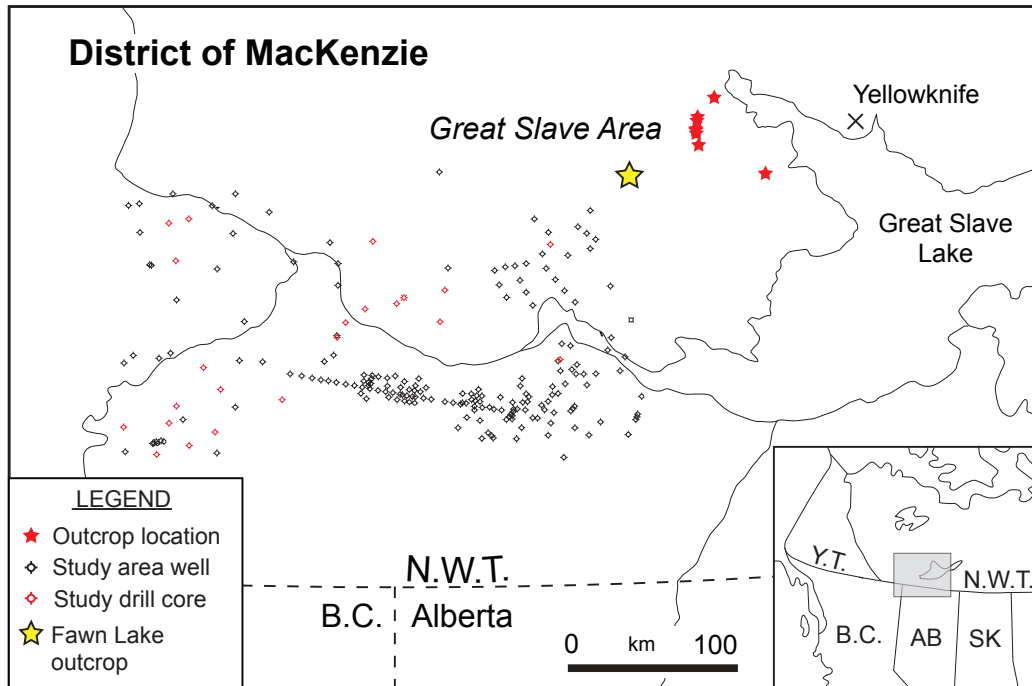 District of MacKenzie
Yellowknife
Great Slave Area
Great Slave
Lake
LEGEND
Outcrop location
Study area well
Study drill core
Fawn Lake
outcrop
N.W.T.
B.C. Alberta
0 km 100
Y.T.
N.W.T.
B.C. AB SK